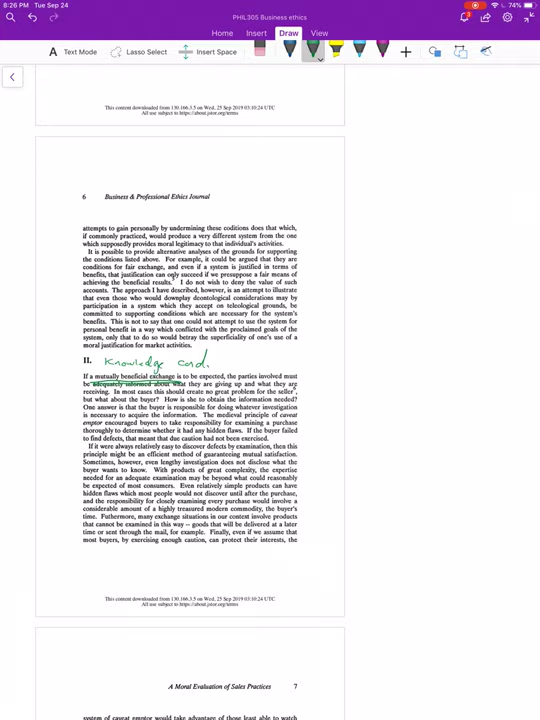 8:26 PM Tue Sep 24
PHIL305 Business ethics
74%
3
Home Insert Draw View
A Text Mode Lasso Select Insert Space
This content downloaded from 130.166.3.5 on Wed, 25 Sep 2019 03:10:24 UTC
All use subject to https://about.jstor.org/terms
6 Business & Professional Ethics Journal
attempts to gain personally by undermining these coditions does that which,
if commonly practiced, would produce a very different system from the one
which supposedly provides moral legitimacy to that individual's activities.
It is possible to provide alternative analyses of the grounds for supporting
the conditions listed above. For example, it could be argued that they are
conditions for fair exchange, and even if a system is justified in terms of
benefits, that justification can only succeed if we presuppose a fair means of
achieving the beneficial results. I do not wish to deny the value of such
accounts. The approach I have described, however, is an attempt to illustrate
that even those who would downplay deontological considerations may by
participation in a system which they accept on teleological grounds, be
committed to supporting conditions which are necessary for the system's
benefits. This is not to say that one could not attempt to use the system for
personal benefit in a way which conflicted with the proclaimed goals of the
system, only that to do so would betray the superficiality of one's use of a
moral justification for market activities.
II. Knowledge cond.
If a mutually beneficial exchange is to be expected, the parties involved must
be adequately informed about what they are giving up and what they are
receiving. In most cases this should create no great problem for the seller,
but what about the buyer? How is she to obtain the information needed?
One answer is that the buyer is responsible for doing whatever investigation
is necessary to acquire the information. The medieval principle of caveat
emptor encouraged buyers to take responsibility for examining a purchase
thoroughly to determine whether it had any hidden flaws. If the buyer failed
to find defects, that meant that due caution had not been exercised.
If it were always relatively easy to discover defects by examination, then this
principle might be an efficient method of guaranteeing mutual satisfaction.
Sometimes, however, even lengthy investigation does not disclose what the
buyer wants to know. With products of great complexity, the expertise
needed for an adequate examination may be beyond what could reasonably
be expected of most consumers. Even relatively simple products can have
hidden flaws which most people would not discover until after the purchase,
and the responsibility for closely examining every purchase would involve a
considerable amount of a highly treasured modern commodity, the buyer's
time. Futhermore, many exchange situations in our context involve products
that cannot be examined in this way – goods that will be delivered at a later
time or sent through the mail, for example. Finally, even if we assume that
most buyers, by exercising enough caution, can protect their interests, the
This content downloaded from 130.166.3.5 on Wed, 25 Sep 2019 03:10:24 UTC
All use subject to https://about.jstor.org/terms
A Moral Evaluation of Sales Practices 7
system of caveat emptor would take advantage of those least able to watch